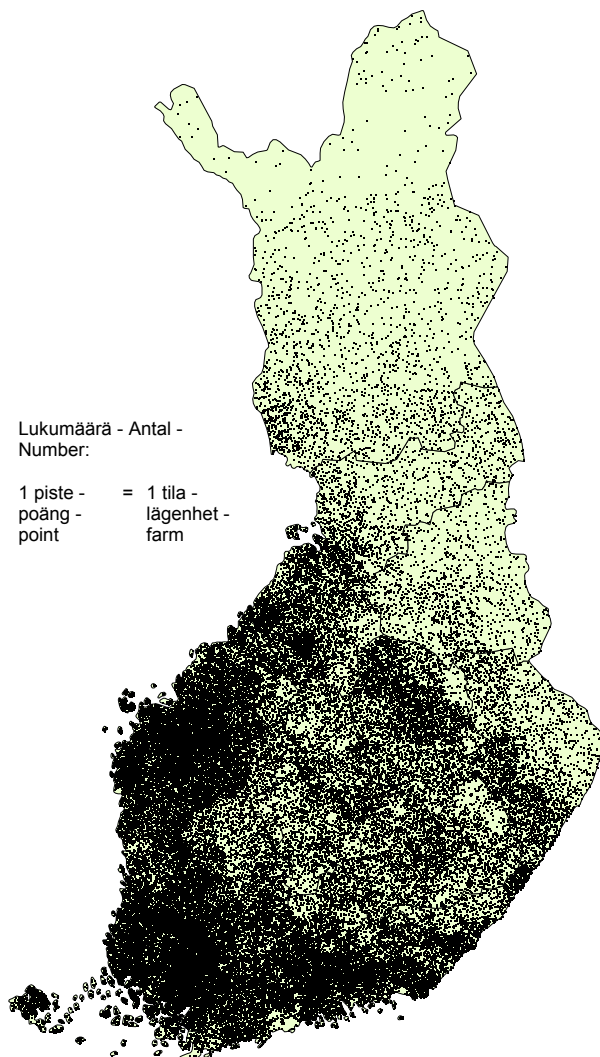 Lukumäärä - Antal -
Number:
1 piste - = 1 tila -
poäng - lägenhet -
point farm